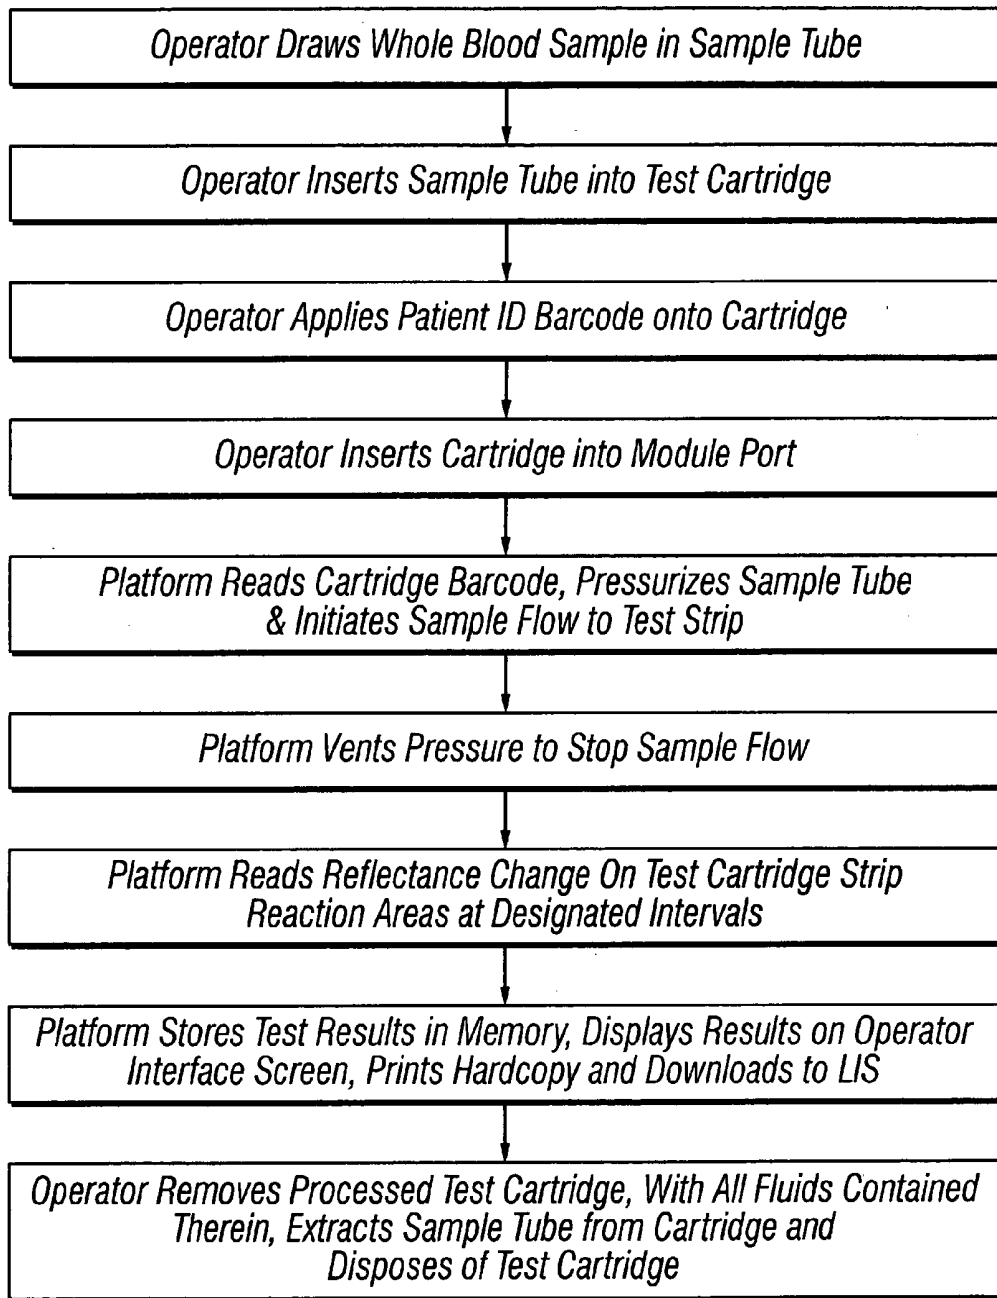 Operator Draws Whole Blood Sample in Sample Tube
Operator Inserts Sample Tube into Test Cartridge
Operator Applies Patient ID Barcode onto Cartridge
Operator Inserts Cartridge into Module Port
Platform Reads Cartridge Barcode, Pressurizes Sample Tube
& Initiates Sample Flow to Test Strip
Platform Vents Pressure to Stop Sample Flow
Platform Reads Reflectance Change On Test Cartridge Strip
Reaction Areas at Designated Intervals
Platform Stores Test Results in Memory, Displays Results on Operator
Interface Screen, Prints Hardcopy and Downloads to LIS
Operator Removes Processed Test Cartridge, With All Fluids Contained
Therein, Extracts Sample Tube from Cartridge and
Disposes of Test Cartridge